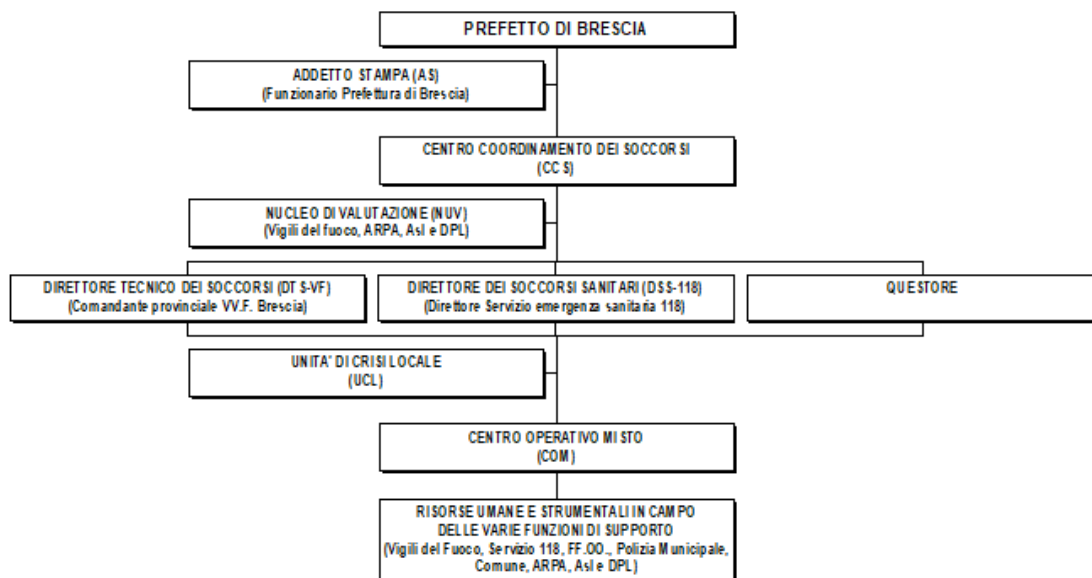 PREFETTO DI BRESCIA
ADDETTO STAMPA (AS)
(Funzionario Prefettura di Brescia)
CENTRO COORDINAMENTO DEI SOCCORSI
(CCS)
NUCLEO DI VALUTAZIONE (NUV)
(Vigili del fuoco, ARPA, Asl e DPL)
DIRETTORE TECNICO DEI SOCCORSI (DTS-VF)
(Comandante provinciale VV.F. Brescia)
DIRETTORE DEI SOCCORSI SANITARI (DSS-118)
(Direttore Servizio emergenza sanitaria 118)
QUESTORE
UNITA' DI CRISI LOCALE
(UCL)
CENTRO OPERATIVO MISTO
(COM)
RISORSE UMANE E STRUMENTALI IN CAMPO
DELLE VARIE FUNZIONI DI SUPPORTO
(Vigili del Fuoco, Servizio 118, FF.OO., Polizia Municipale,
Comune, ARPA, Asl e DPL)